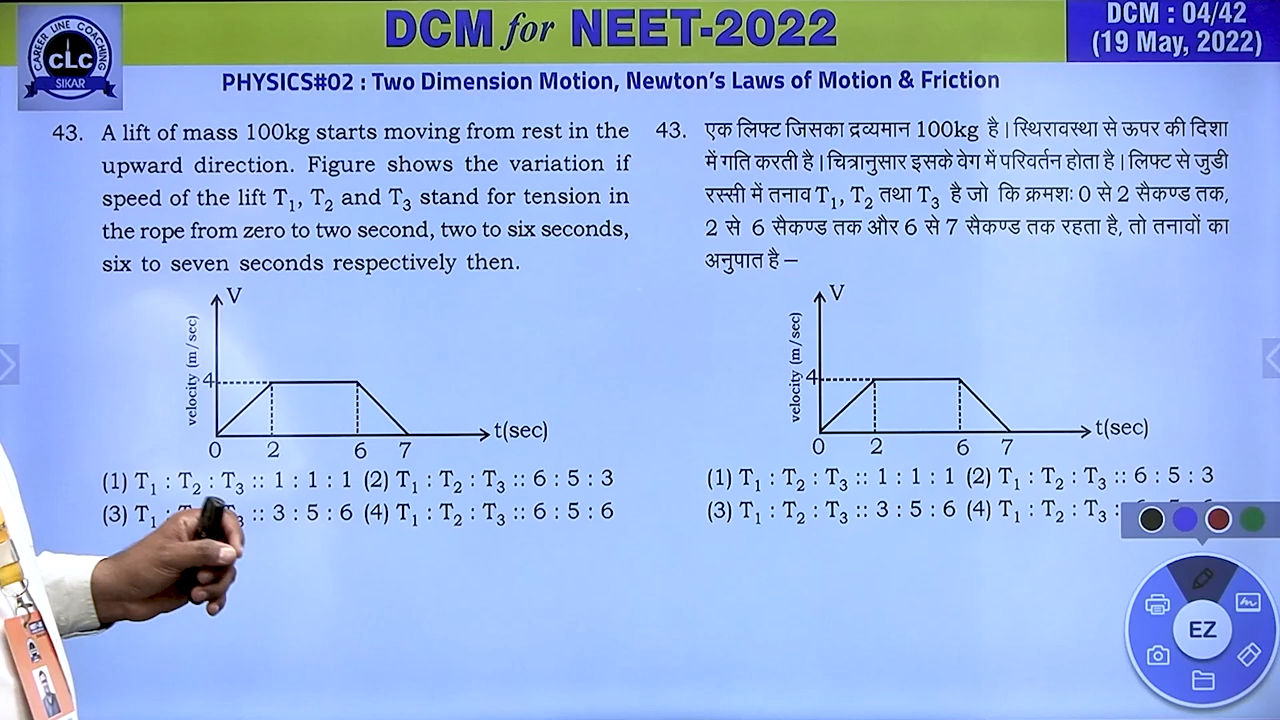 CAREER LINE COACHING
CLC
SIKAR
DCM for NEET-2022
DCM : 04/42
(19 May, 2022)
PHYSICS#02 : Two Dimension Motion, Newton's Laws of Motion & Friction
43. A lift of mass 100kg starts moving from rest in the
upward direction. Figure shows the variation if
speed of the lift T₁, T₂ and T₃ stand for tension in
the rope from zero to two second, two to six seconds,
six to seven seconds respectively then.
V
velocity (m/sec)
4
t(sec)
0 2 6 7
(1) T₁ : T₂ : T₃ :: 1 : 1 : 1 (2) T₁ : T₂ : T₃ :: 6 : 5 : 3
(3) T₁ : T₃ :: 3 : 5 : 6 (4) T₁ : T₂ : T₃ :: 6 : 5 : 6
43. एक लिफ्ट जिसका द्रव्यमान 100kg है। स्थिरावस्था से ऊपर की दिशा
में गति करती है। चित्रानुसार इसके वेग में परिवर्तन होता है। लिफ्ट से जुडी
रस्सी में तनाव T₁, T₂ तथा T₃ है जो कि क्रमशः 0 से 2 सैकण्ड तक,
2 से 6 सैकण्ड तक और 6 से 7 सैकण्ड तक रहता है, तो तनावों का
अनुपात है –
V
velocity (m/sec)
4
t(sec)
0 2 6 7
(1) T₁ : T₂ : T₃ :: 1 : 1 : 1 (2) T₁ : T₂ : T₃ :: 6 : 5 : 3
(3) T₁ : T₂ : T₃ :: 3 : 5 : 6 (4) T₁ : T₂ : T₃ :
EZ